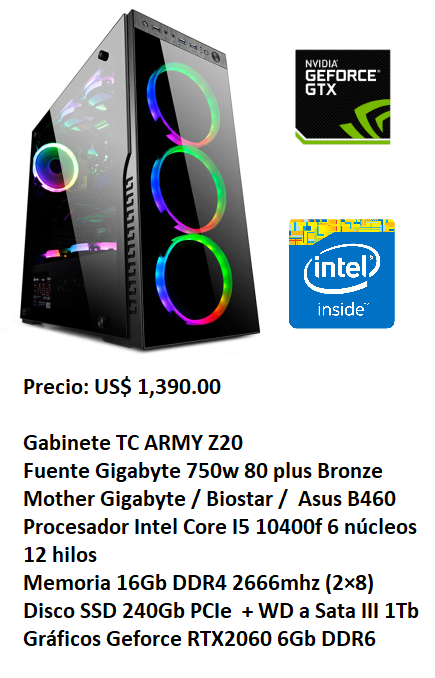 NVIDIA
GEFORCE®
GTX
intel
inside™
Precio: US$ 1,390.00
Gabinete TC ARMY Z20
Fuente Gigabyte 750w 80 plus Bronze
Mother Gigabyte / Biostar /  Asus B460
Procesador Intel Core I5 10400f 6 núcleos
12 hilos
Memoria 16Gb DDR4 2666mhz (2×8)
Disco SSD 240Gb PCIe  + WD a Sata III 1Tb
Gráficos Geforce RTX2060 6Gb DDR6